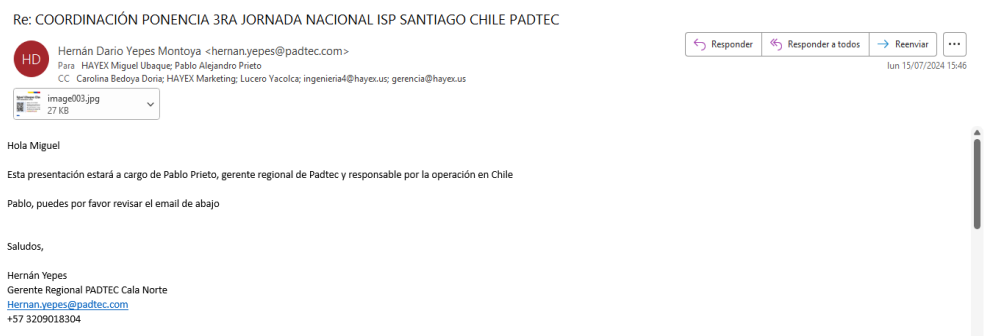 Re: COORDINACIÓN PONENCIA 3RA JORNADA NACIONAL ISP SANTIAGO CHILE PADTEC
HD
Hernán Dario Yepes Montoya <hernan.yepes@padtec.com>
Para HAYEX Miguel Ubaque; Pablo Alejandro Prieto
CC Carolina Bedoya Doria; HAYEX Marketing; Lucero Yacolca; ingenieria4@hayex.us; gerencia@hayex.us
Responder
Responder a todos
Reenviar
lun 15/07/2024 15:46
image003.jpg
27 KB
Hola Miguel
Esta presentación estará a cargo de Pablo Prieto, gerente regional de Padtec y responsable por la operación en Chile
Pablo, puedes por favor revisar el email de abajo
Saludos,
Hernán Yepes
Gerente Regional PADTEC Cala Norte
Hernan.yepes@padtec.com
+57 3209018304